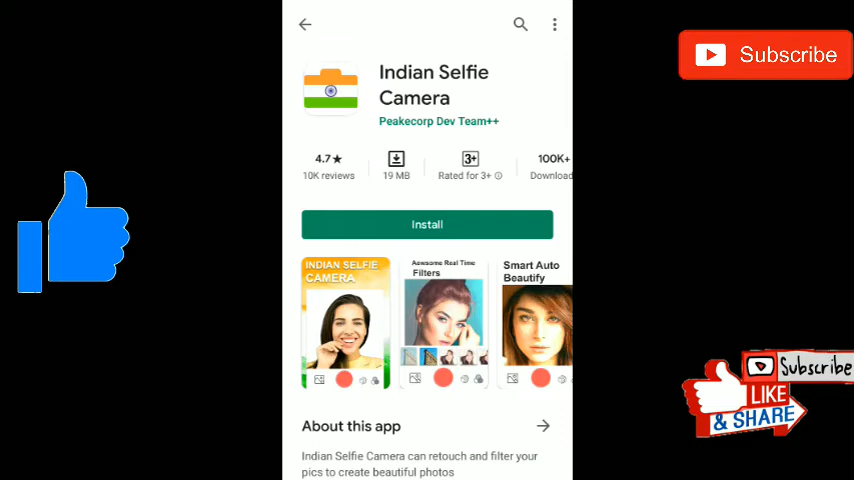 Indian Selfie
Camera
Peakecorp Dev Team++
4.7★
10K reviews
19 MB
3+
Rated for 3+
100K+
Download
Install
INDIAN SELFIE
CAMERA
Aewsome Real Time
Filters
Smart Auto
Beautify
About this app
Indian Selfie Camera can retouch and filter your
pics to create beautiful photos
Subscribe
Subscribe
LIKE
& SHARE